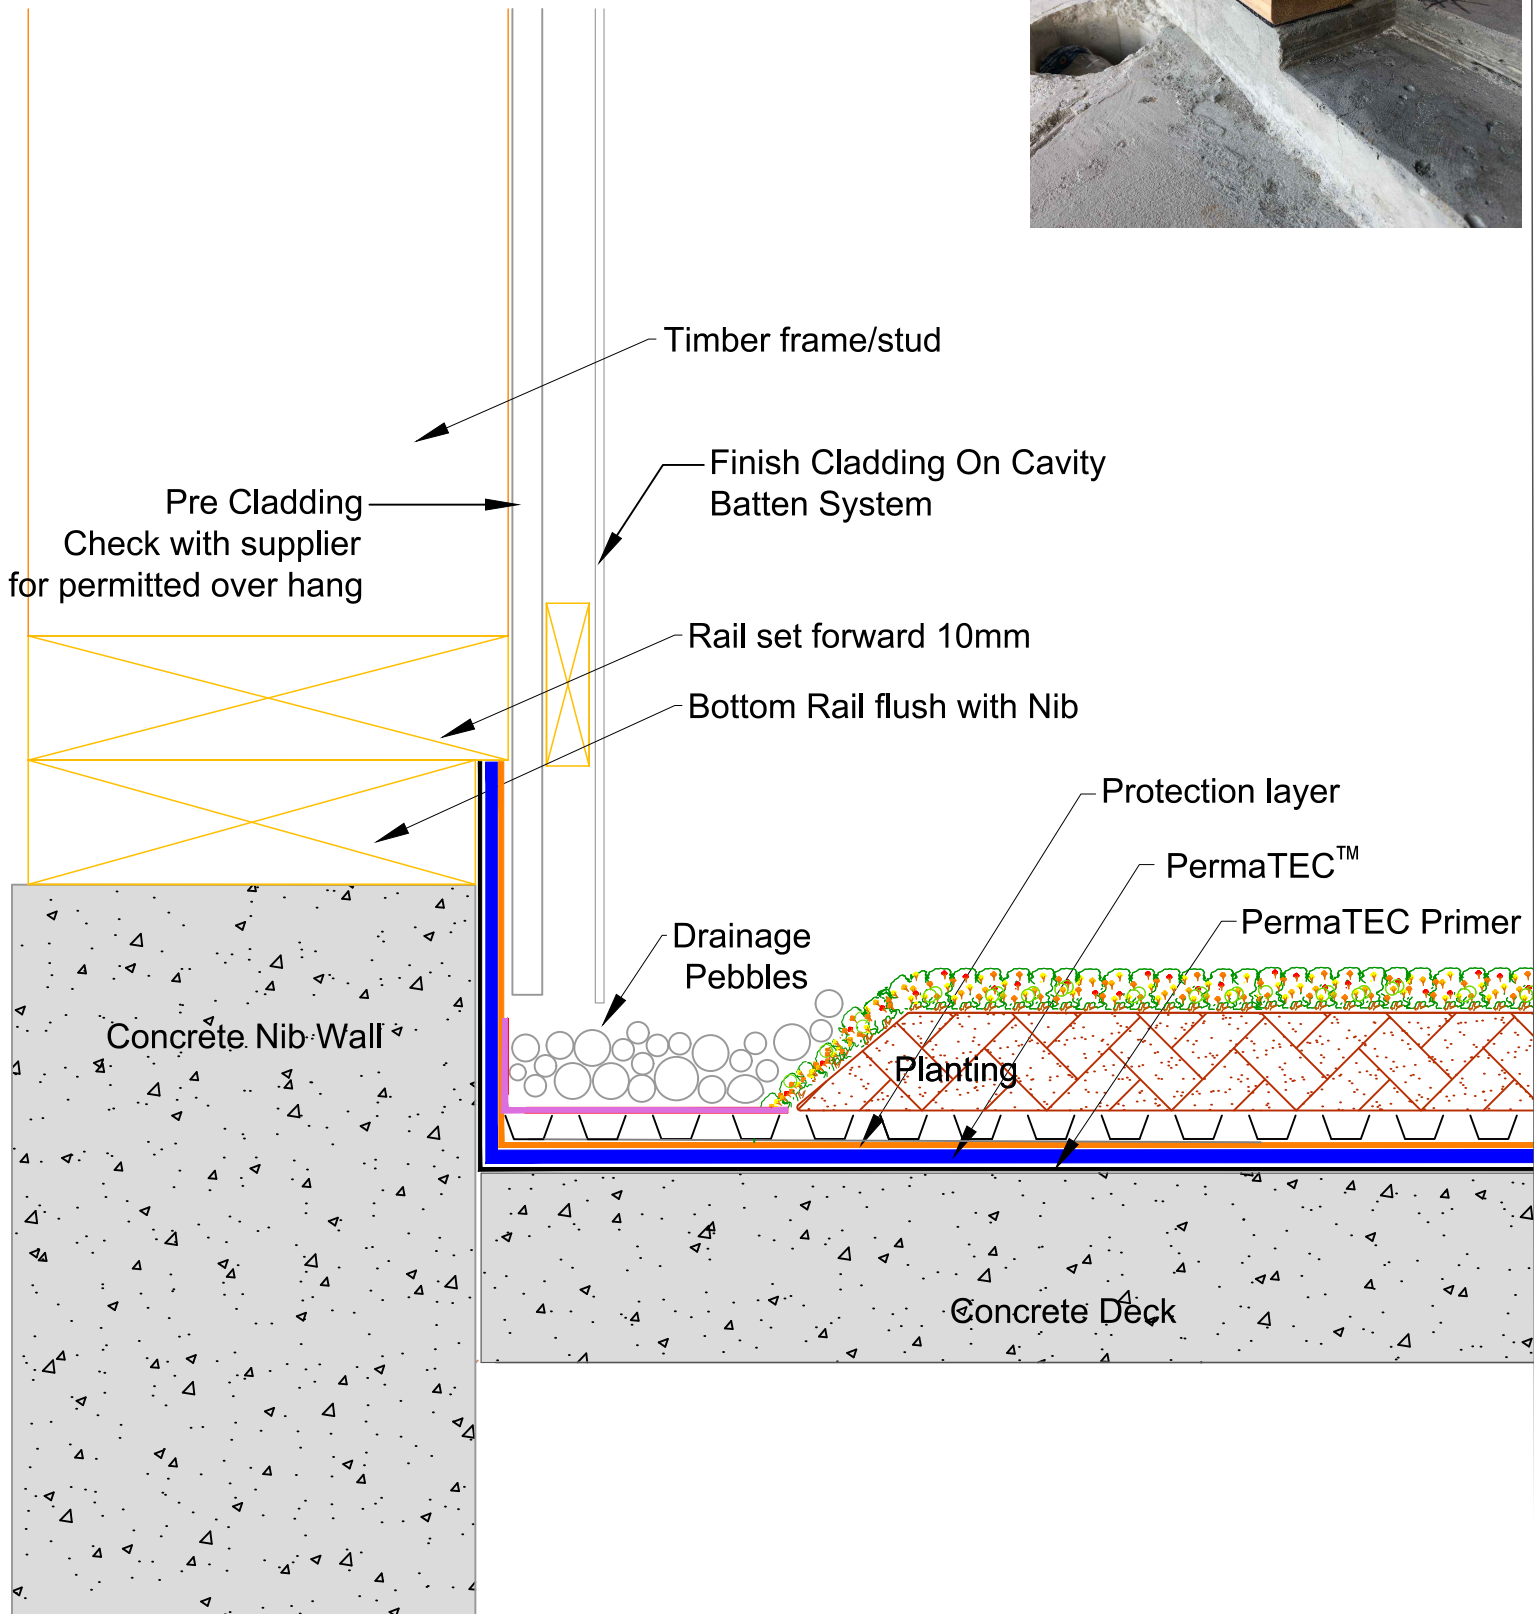 Timber frame/stud
Finish Cladding On Cavity
Batten System
Pre Cladding
Check with supplier
for permitted over hang
Rail set forward 10mm
Bottom Rail flush with Nib
Protection layer
PermaTEC™
PermaTEC Primer
Drainage
Pebbles
Concrete Nib Wall
Planting
Concrete Deck